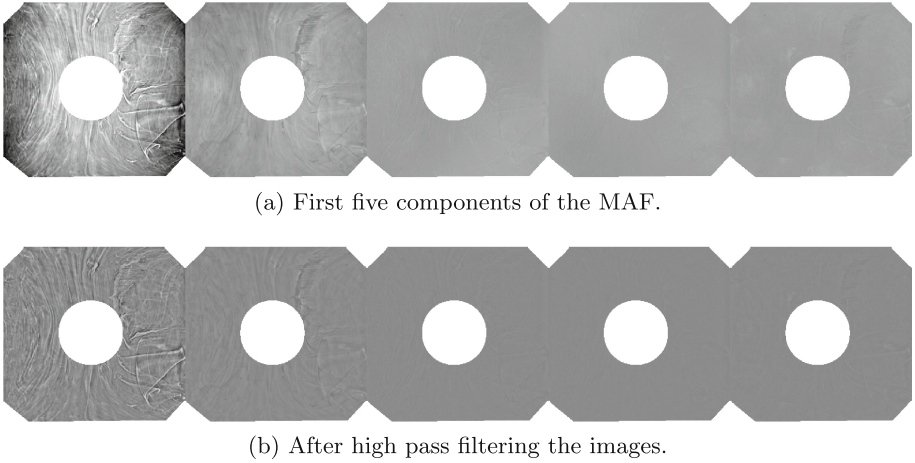 (a) First five components of the MAF.
(b) After high pass filtering the images.